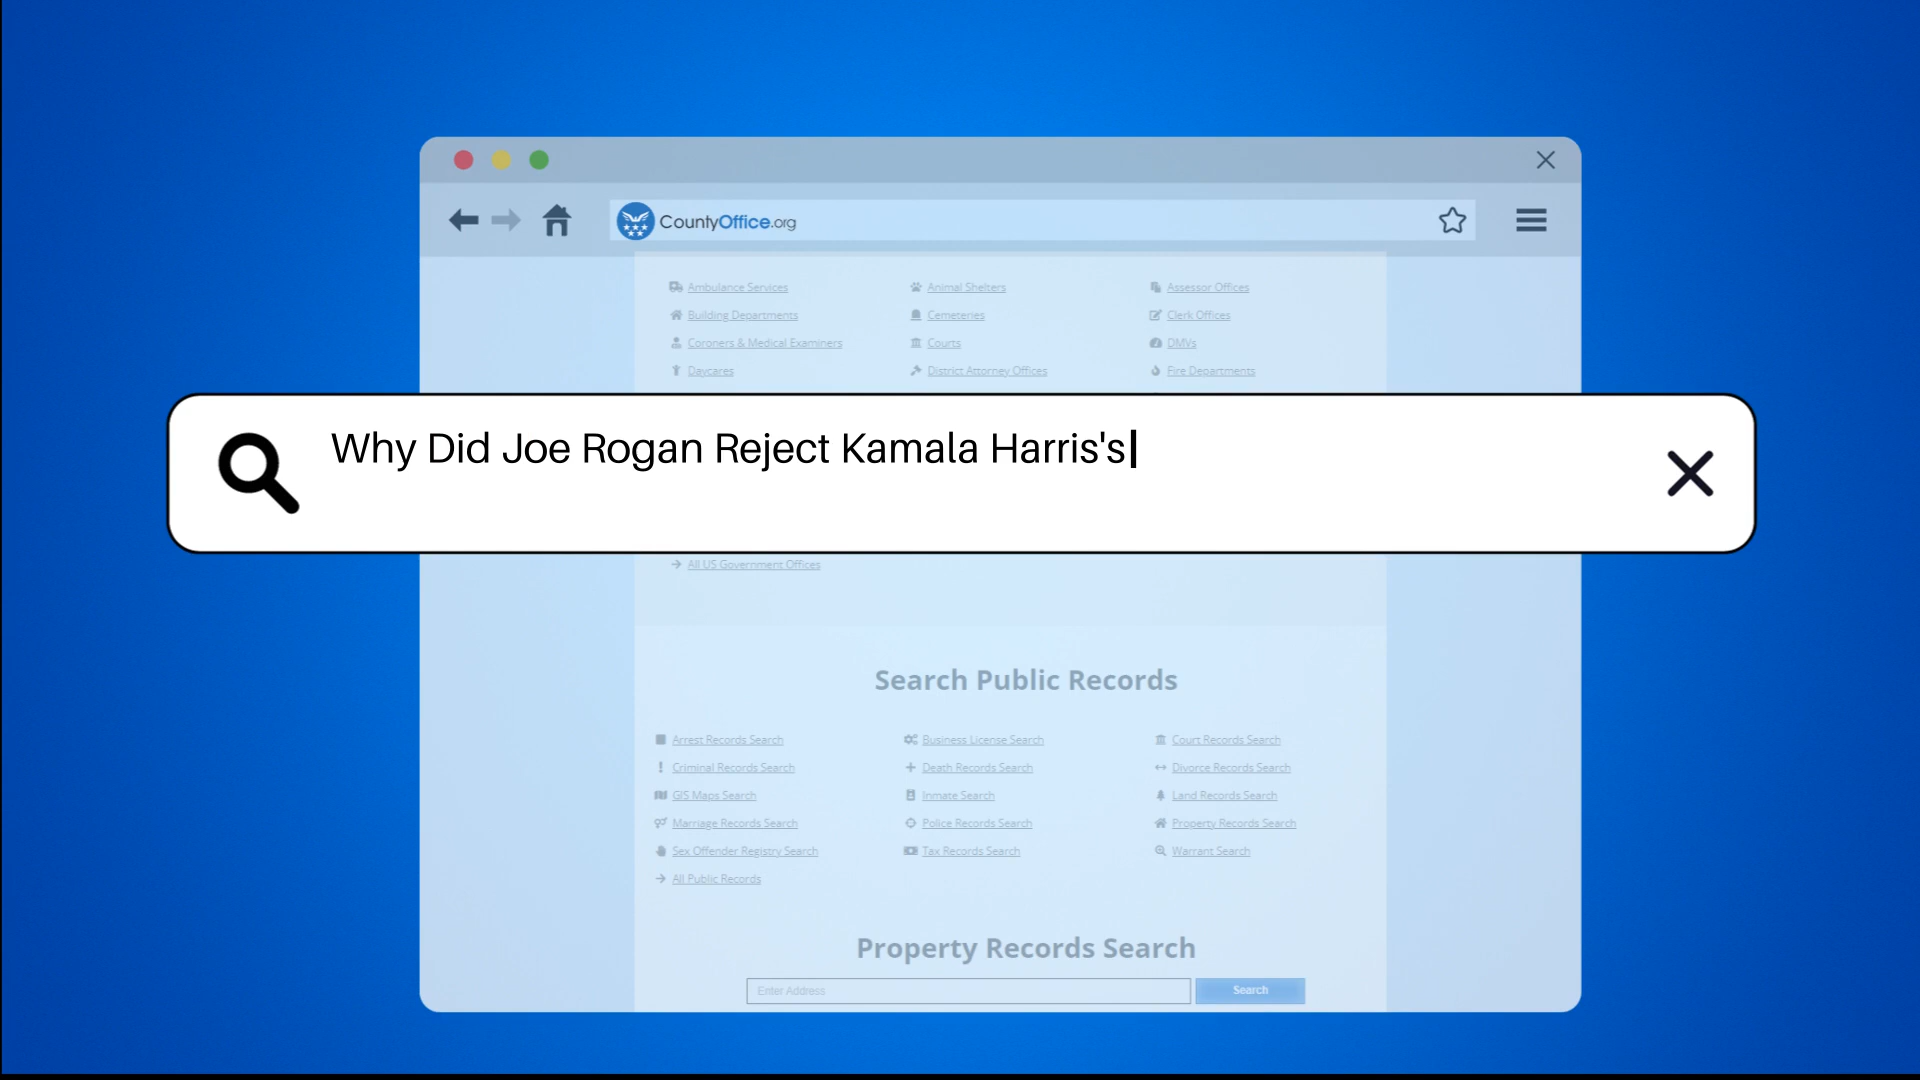 CountyOffice.org
Ambulance Services Animal Shelters Assessor Offices
Building Departments Cemeteries Clerk Offices
Coroners & Medical Examiners Courts DMVs
Daycares District Attorney Offices Fire Departments
Why Did Joe Rogan Reject Kamala Harris's
All US Government Offices
Search Public Records
Arrest Records Search Business License Search Court Records Search
Criminal Records Search Death Records Search Divorce Records Search
GIS Maps Search Inmate Search Land Records Search
Marriage Records Search Police Records Search Property Records Search
Sex Offender Registry Search Tax Records Search Warrant Search
All Public Records
Property Records Search
Enter Address Search